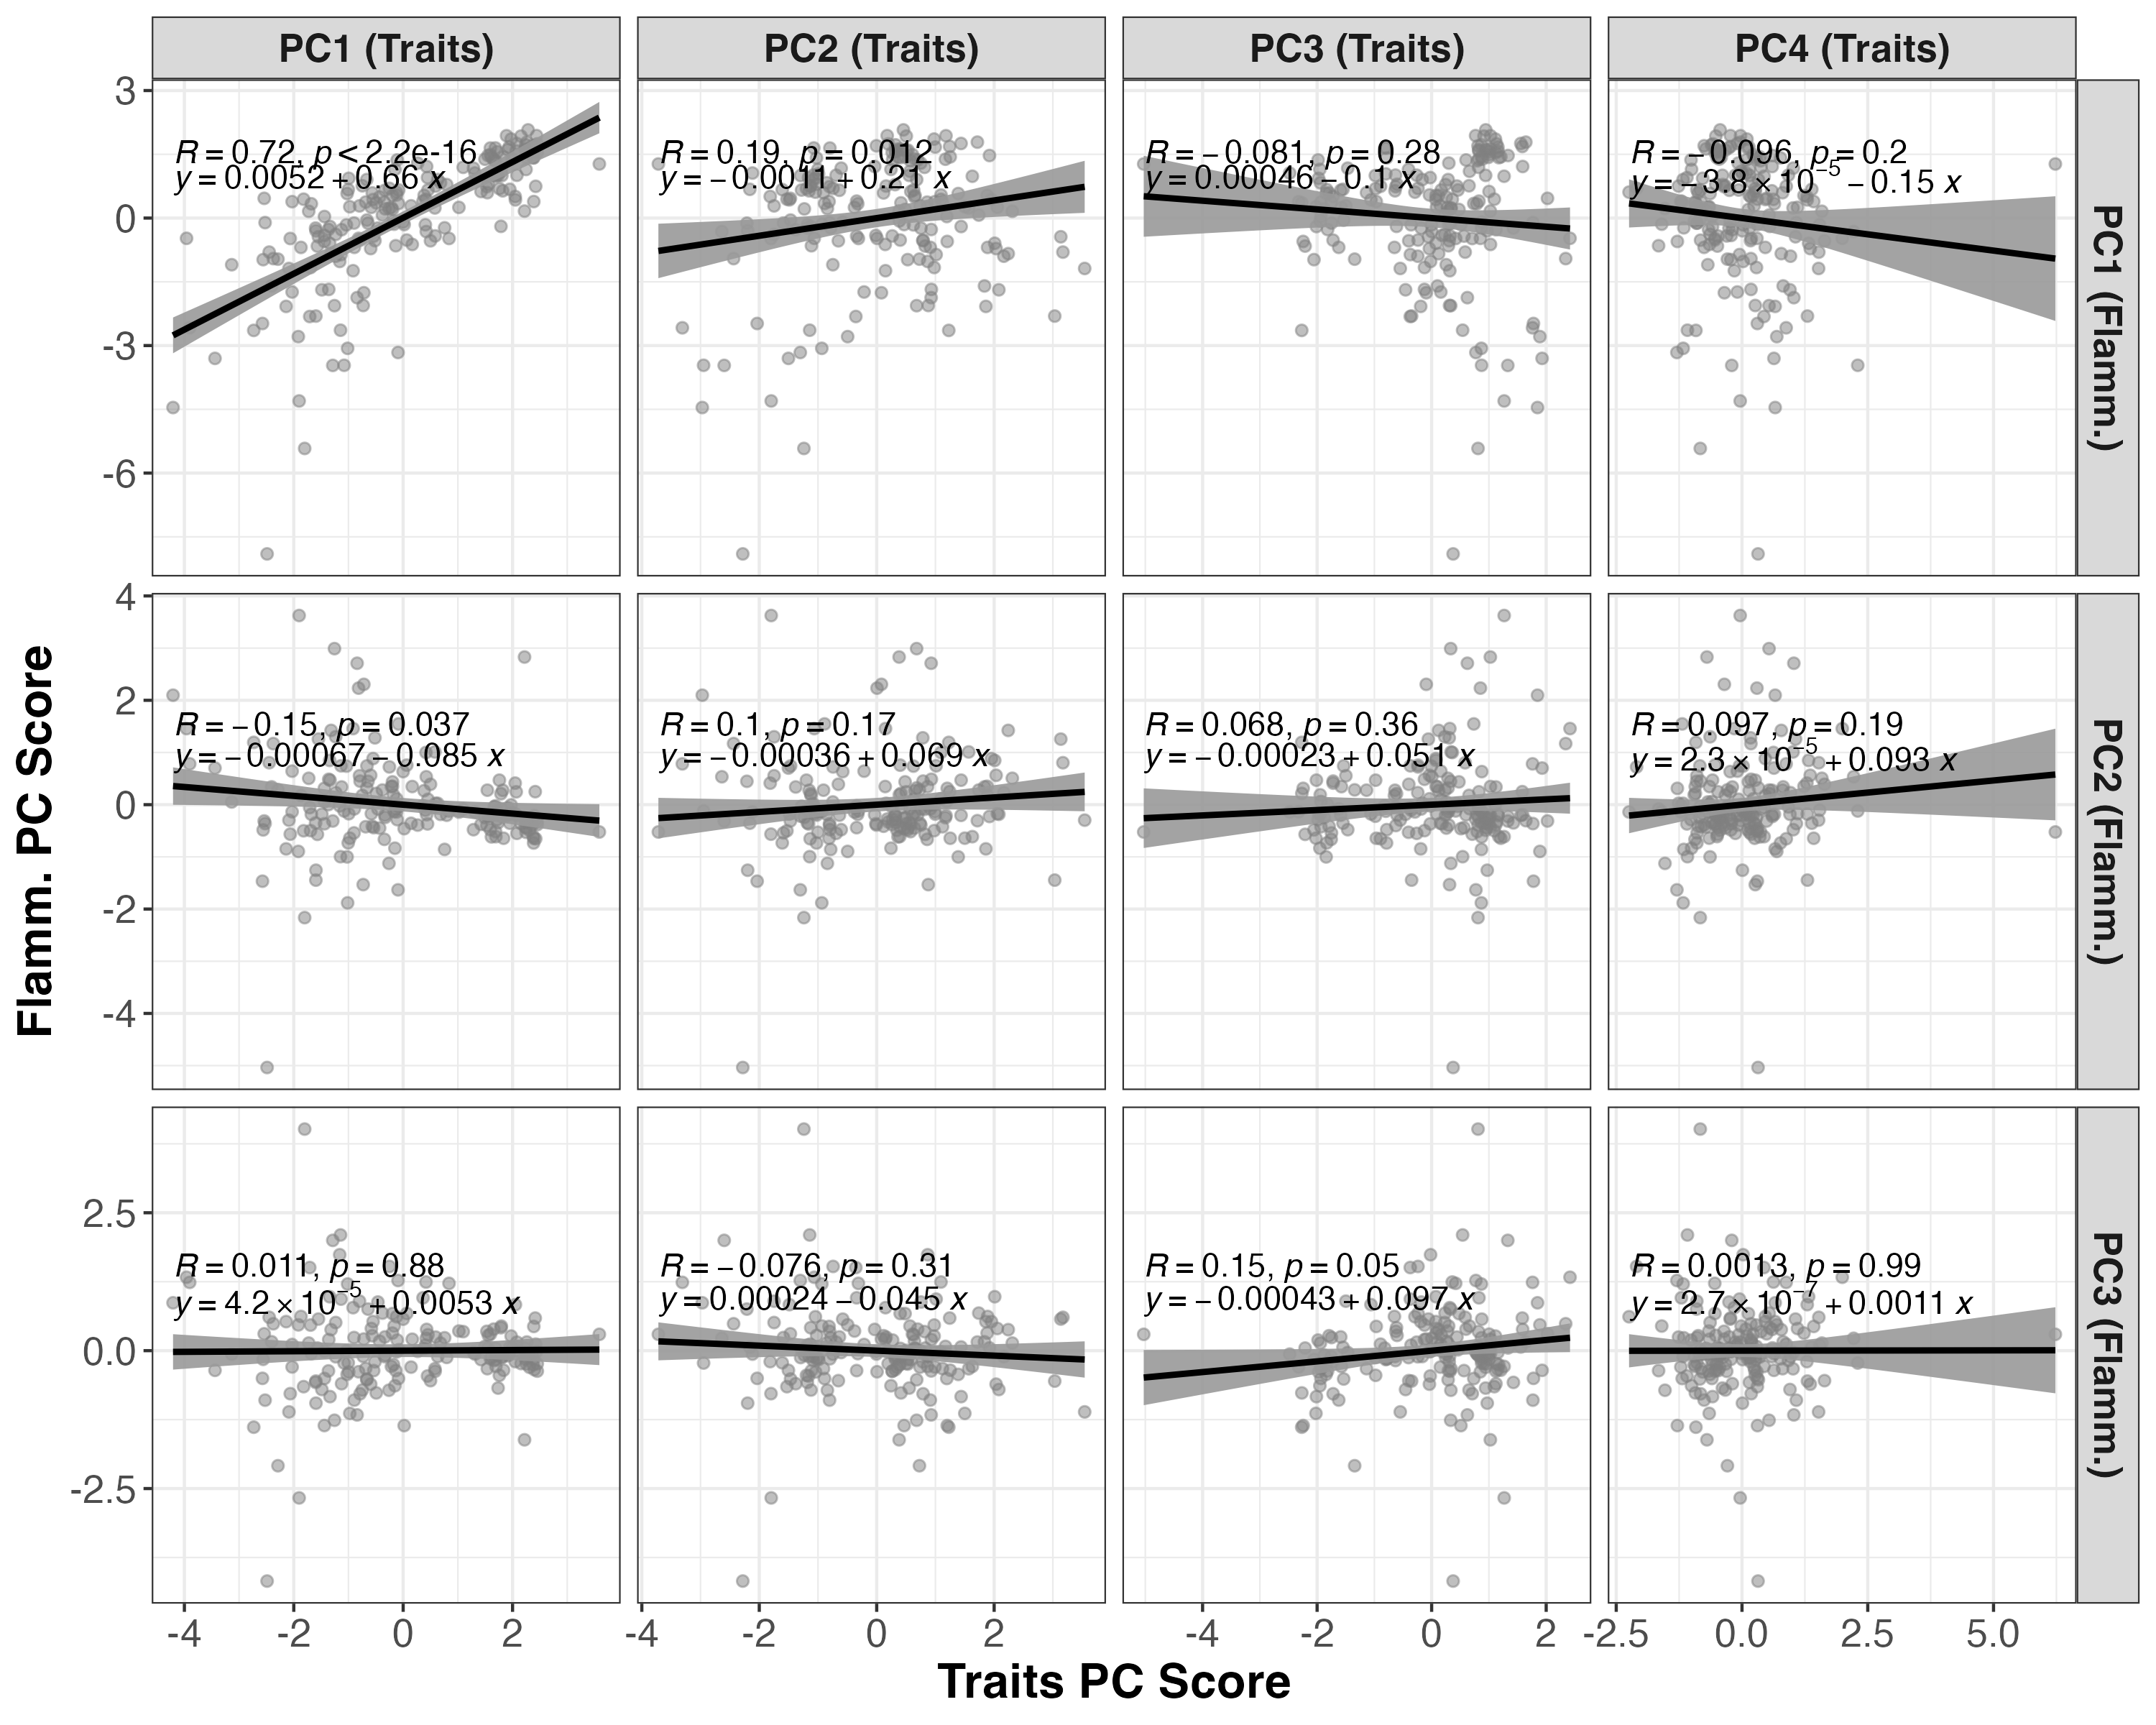 PC1 (Traits) PC2 (Traits) PC3 (Traits) PC4 (Traits)
3
0
-3
-6
R = 0.72, p < 2.2e-16
y = 0.0052 + 0.66 x
R = 0.19, p = 0.012
y = −0.0011 + 0.21 x
R = −0.081, p = 0.28
y = 0.00046 − 0.1 x
R = −0.096, p = 0.2
y = −3.8 × 10⁻⁵ − 0.15 x
PC1 (Flamm.)
Flamm. PC Score
4
2
0
-2
-4
R = −0.15, p = 0.037
y = −0.00067 − 0.085 x
R = 0.1, p = 0.17
y = −0.00036 + 0.069 x
R = 0.068, p = 0.36
y = −0.00023 + 0.051 x
R = 0.097, p = 0.19
y = 2.3 × 10⁻⁵ + 0.093 x
PC2 (Flamm.)
2.5
0.0
-2.5
R = 0.011, p = 0.88
y = 4.2 × 10⁻⁵ + 0.0053 x
R = −0.076, p = 0.31
y = 0.00024 − 0.045 x
R = 0.15, p = 0.05
y = −0.00043 + 0.097 x
R = 0.0013, p = 0.99
y = 2.7 × 10⁻⁷ + 0.0011 x
PC3 (Flamm.)
-4 -2 0 2 -4 -2 0 2 -4 -2 0 2 -2.5 0.0 2.5 5.0
Traits PC Score